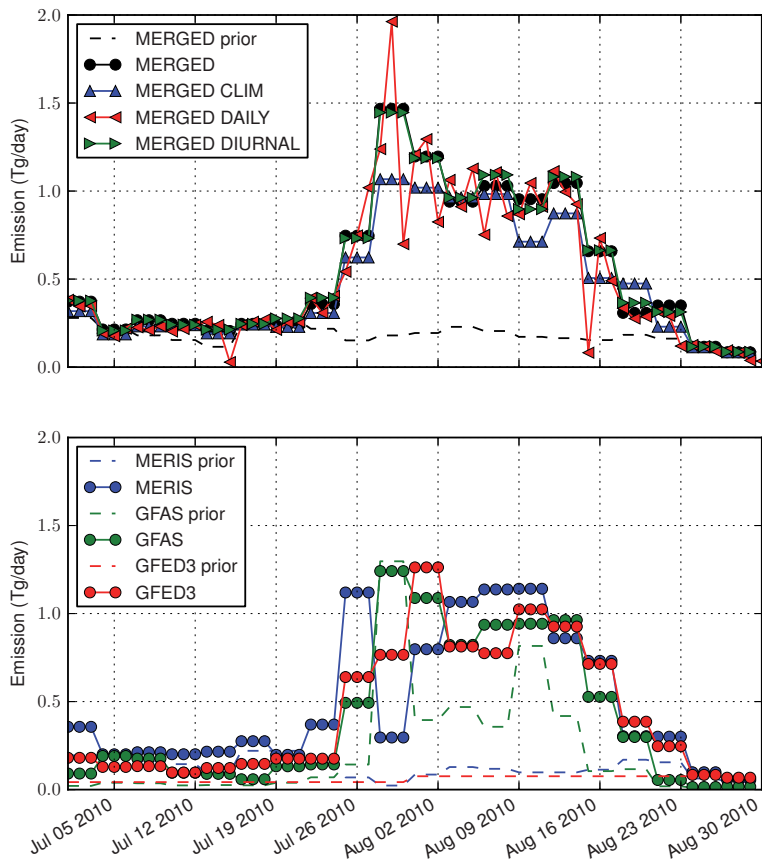 2.0
1.5
1.0
0.5
0.0
Emission (Tg/day)
MERGED prior
MERGED
MERGED CLIM
MERGED DAILY
MERGED DIURNAL
2.0
1.5
1.0
0.5
0.0
Emission (Tg/day)
MERIS prior
MERIS
GFAS prior
GFAS
GFED3 prior
GFED3
Jul 05 2010
Jul 12 2010
Jul 19 2010
Jul 26 2010
Aug 02 2010
Aug 09 2010
Aug 16 2010
Aug 23 2010
Aug 30 2010